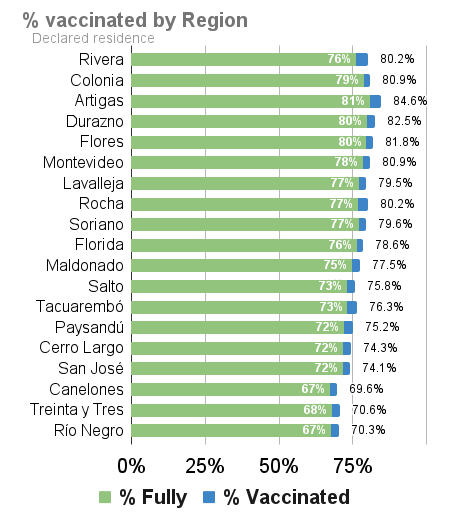 % vaccinated by Region
Declared residence
Rivera 76% 80.2%
Colonia 79% 80.9%
Artigas 81% 84.6%
Durazno 80% 82.5%
Flores 80% 81.8%
Montevideo 78% 80.9%
Lavalleja 77% 79.5%
Rocha 77% 80.2%
Soriano 77% 79.6%
Florida 76% 78.6%
Maldonado 75% 77.5%
Salto 73% 75.8%
Tacuarembó 73% 76.3%
Paysandú 72% 75.2%
Cerro Largo 72% 74.3%
San José 72% 74.1%
Canelones 67% 69.6%
Treinta y Tres 68% 70.6%
Río Negro 67% 70.3%
0% 25% 50% 75%
% Fully % Vaccinated